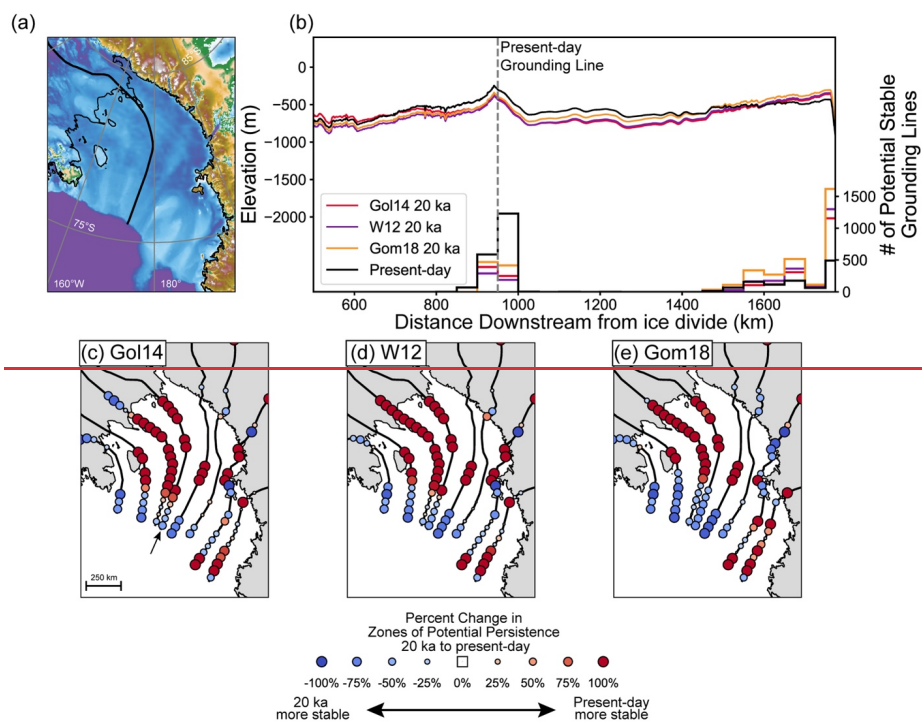 (a)
85°S
75°S
160°W
180°
(b)
Present-day
Grounding Line
Elevation (m)
0
−500
−1000
−1500
−2000
Gol14 20 ka
W12 20 ka
Gom18 20 ka
Present-day
1500
1000
500
0
# of Potential Stable
Grounding Lines
600 800 1000 1200 1400 1600
Distance Downstream from ice divide (km)
(c) Gol14
(d) W12
(e) Gom18
250 km
Percent Change in
Zones of Potential Persistence
20 ka to present-day
-100% -75% -50% -25% 0% 25% 50% 75% 100%
20 ka
more stable
Present-day
more stable